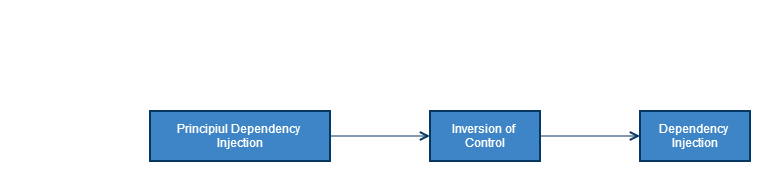 Principiul Dependency
Injection
Inversion of
Control
Dependency
Injection